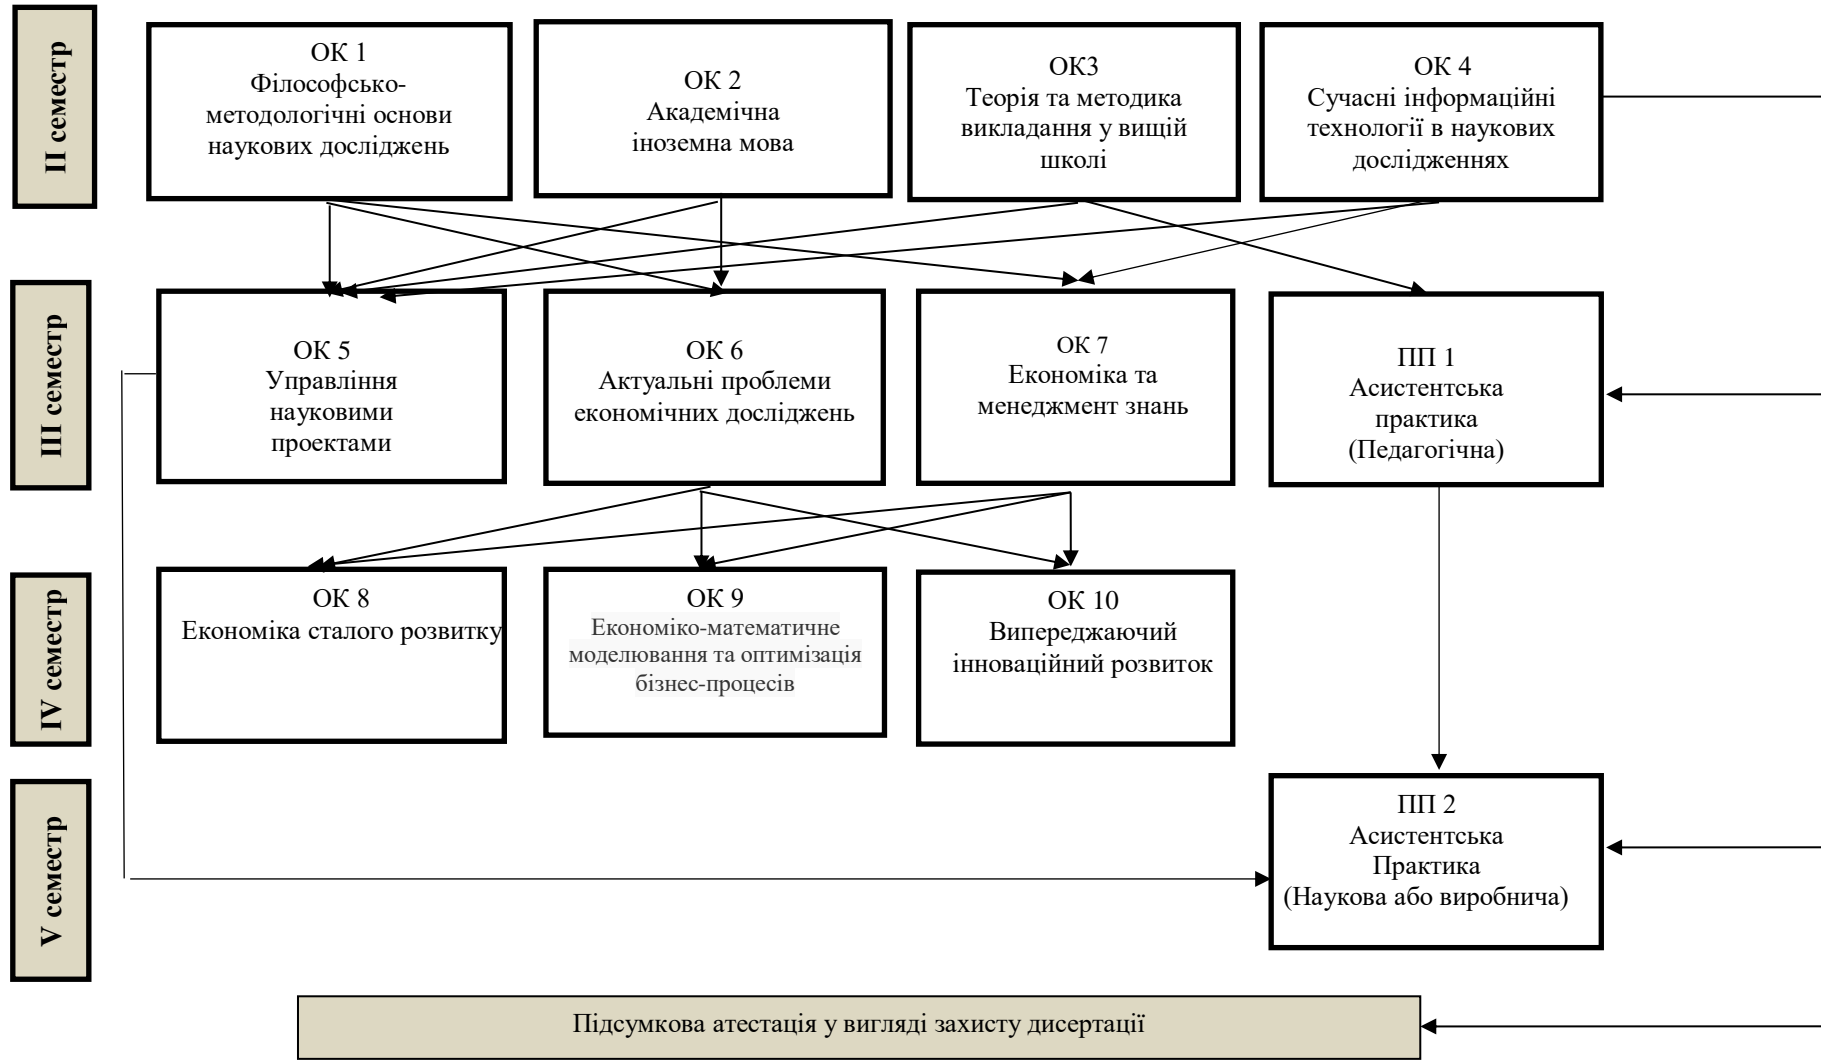 II семестр
ОК 1
Філософсько-
методологічні основи
наукових досліджень
ОК 2
Академічна
іноземна мова
ОК3
Теорія та методика
викладання у вищій
школі
ОК 4
Сучасні інформаційні
технології в наукових
дослідженнях
III семестр
ОК 5
Управління
науковими
проектами
ОК 6
Актуальні проблеми
економічних досліджень
ОК 7
Економіка та
менеджмент знань
ПП 1
Асистентська
практика
(Педагогічна)
IV семестр
ОК 8
Економіка сталого розвитку
ОК 9
Економіко-математичне
моделювання та оптимізація
бізнес-процесів
ОК 10
Випереджаючий
інноваційний розвиток
V семестр
ПП 2
Асистентська
Практика
(Наукова або виробнича)
Підсумкова атестація у вигляді захисту дисертації